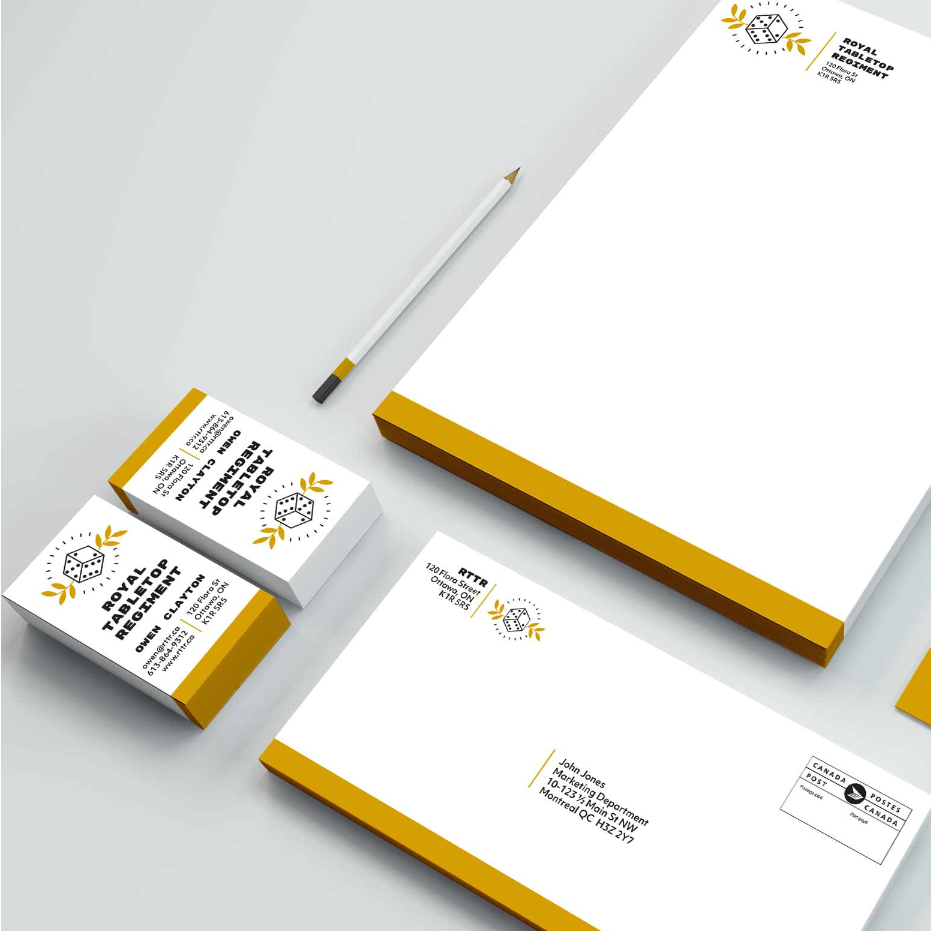 ROYAL
TABLETOP
REGIMENT
120 Flora St
Ottawa, ON
K1R 5R5
owen@rttr.ca
613-864-9312
www.rttr.ca
120 Flora St
Ottawa, ON
K1R 5R5
OWEN CLAYTON
ROYAL
TABLETOP
REGIMENT
ROYAL
TABLETOP
REGIMENT
OWEN CLAYTON
owen@rttr.ca
613-864-9312
www.rttr.ca
120 Flora St
Ottawa, ON
K1R 5R5
RTTR
120 Flora Street
Ottawa, ON
K1R 5R5
John Jones
Marketing Department
10-123 ½ Main St NW
Montreal QC H3Z 2Y7
CANADA POSTES
POST CANADA
Postage paid
Port payé